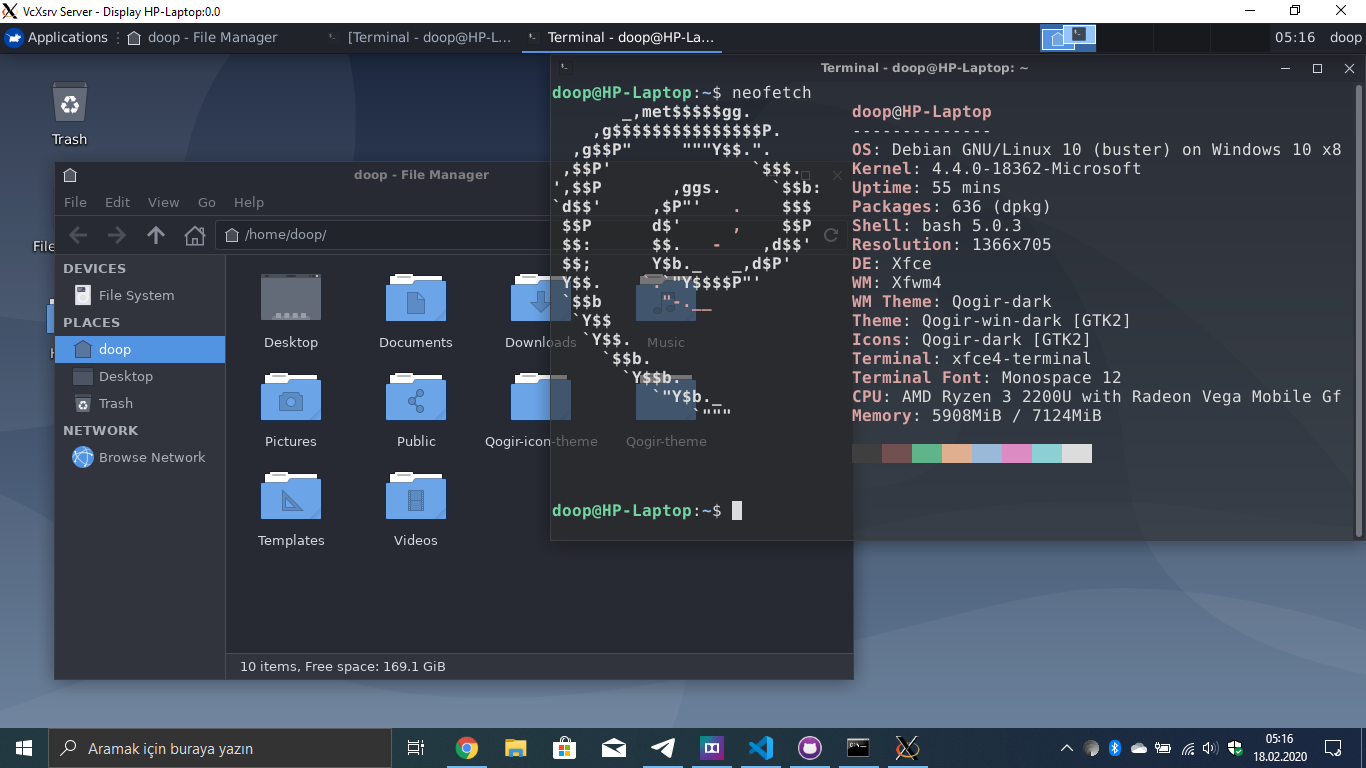 VcXsrv Server - Display HP-Laptop:0.0
Applications
doop - File Manager
[Terminal - doop@HP-L...
Terminal - doop@HP-La...
05:16
doop
Trash
Terminal - doop@HP-Laptop: ~
doop@HP-Laptop:~$ neofetch
         _,met$$$$$gg.
      ,g$$$$$$$$$$$$$$$P.
    ,g$$P"     """Y$$.".
   ,$$P'              `$$$.
',$$P       ,ggs.     `$$b:
`d$$'     ,$P"'   .    $$$
 $$P      d$'     ,    $$P
 $$:      $$.   -    ,d$$'
 $$;      Y$b._   _,d$P'
 Y$$.    `.`"Y$$$$P"'
 `$$b      "-.__
  `Y$$
   `Y$$.
     `$$b.
       `Y$$b.
          `"Y$b._
              `"""
doop@HP-Laptop
--------------
OS: Debian GNU/Linux 10 (buster) on Windows 10 x8
Kernel: 4.4.0-18362-Microsoft
Uptime: 55 mins
Packages: 636 (dpkg)
Shell: bash 5.0.3
Resolution: 1366x705
DE: Xfce
WM: Xfwm4
WM Theme: Qogir-dark
Theme: Qogir-win-dark [GTK2]
Icons: Qogir-dark [GTK2]
Terminal: xfce4-terminal
Terminal Font: Monospace 12
CPU: AMD Ryzen 3 2200U with Radeon Vega Mobile Gf
Memory: 5908MiB / 7124MiB
doop@HP-Laptop:~$
doop - File Manager
File Edit View Go Help
/home/doop/
DEVICES
File System
PLACES
doop
Desktop
Trash
NETWORK
Browse Network
Desktop
Documents
Downloads
Music
Pictures
Public
Qogir-icon-theme
Qogir-theme
Templates
Videos
10 items, Free space: 169.1 GiB
Aramak için buraya yazın
05:16
18.02.2020